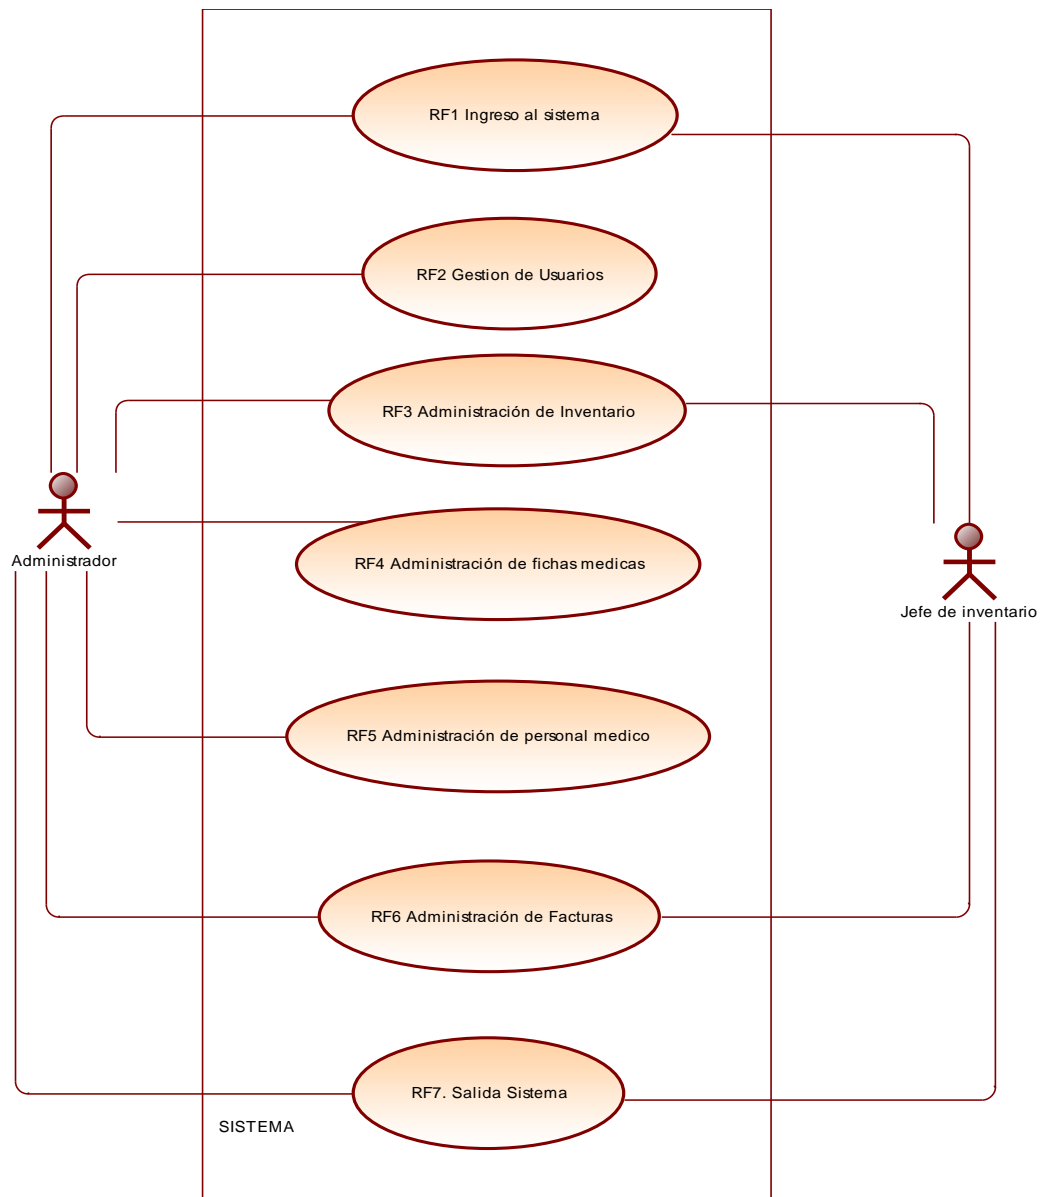 RF1 Ingreso al sistema
RF2 Gestion de Usuarios
RF3 Administración de Inventario
RF4 Administración de fichas medicas
Administrador
Jefe de inventario
RF5 Administración de personal medico
RF6 Administración de Facturas
RF7. Salida Sistema
SISTEMA